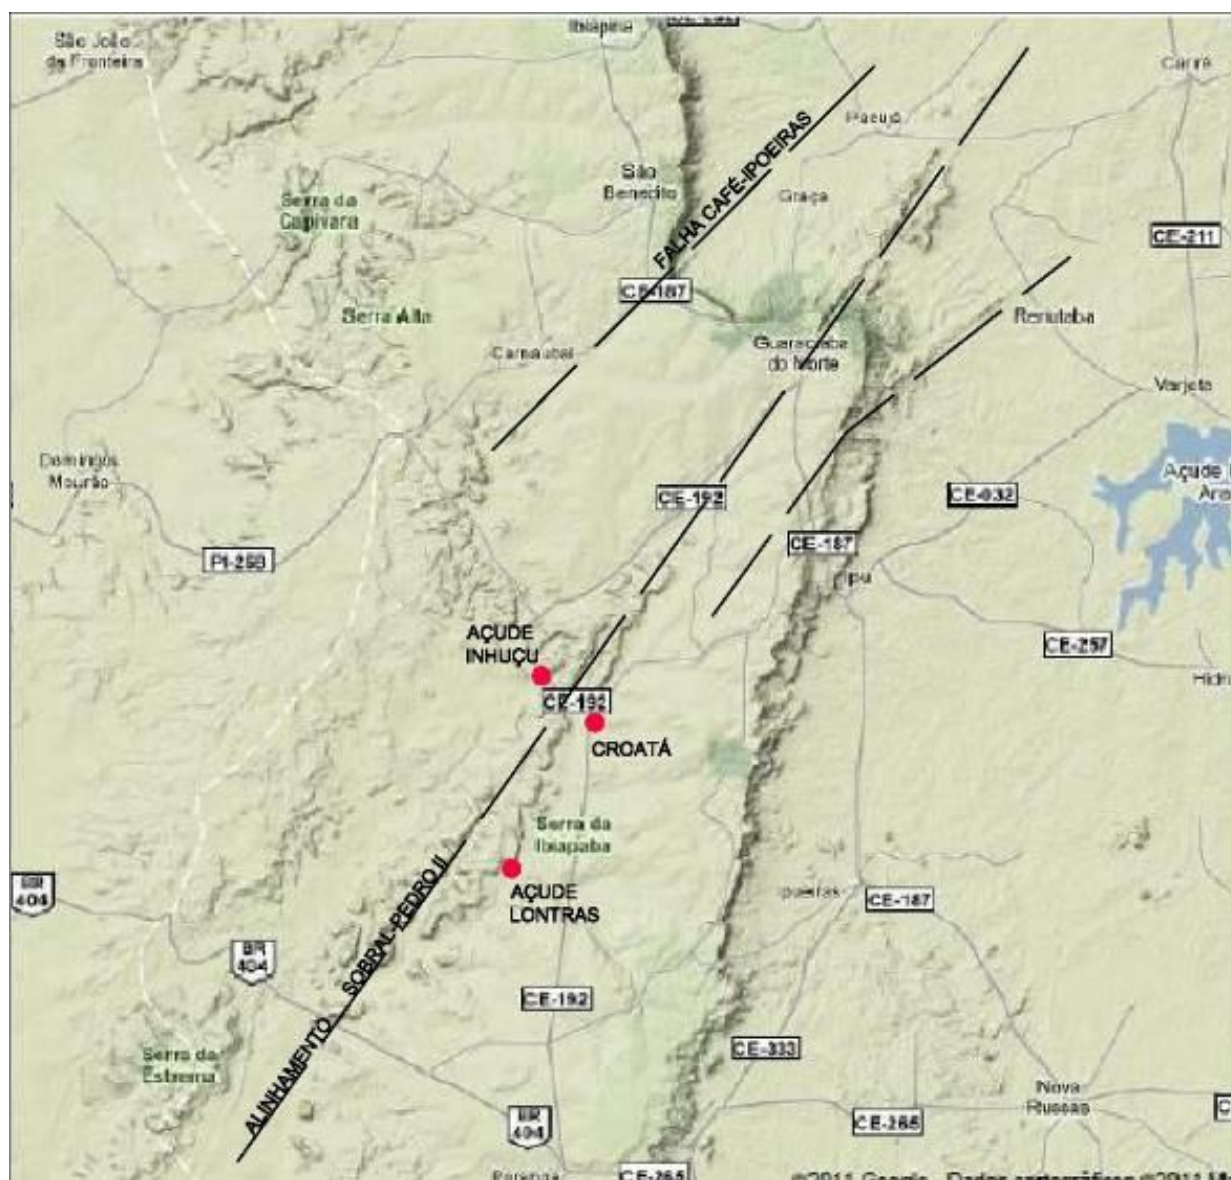 São João
da Fronteira
Ibiapina
Cariré
Pacujá
São
Benedito
Graça
FALHA CAFÉ-IPOEIRAS
Serra da
Capivara
CE-211
CE-187
Serra Alta
Reriutaba
Guaraciaba
do Norte
Carnaubal
Varjota
Domingos
Mourão
CE-192
CE-032
Açude
CE-187
PI-258
Ipu
AÇUDE
INHUÇU
CE-257
CE-192
CROATÁ
Serra da
Ibiapaba
BR
404
AÇUDE
LONTRAS
CE-187
ALINHAMENTO SOBRAL-PEDRO II
BR
404
CE-192
CE-333
Serra da
Estrema
Nova
Russas
BR
404
CE-265
CE-265
©2011 Google - Dados cartográficos ©2011